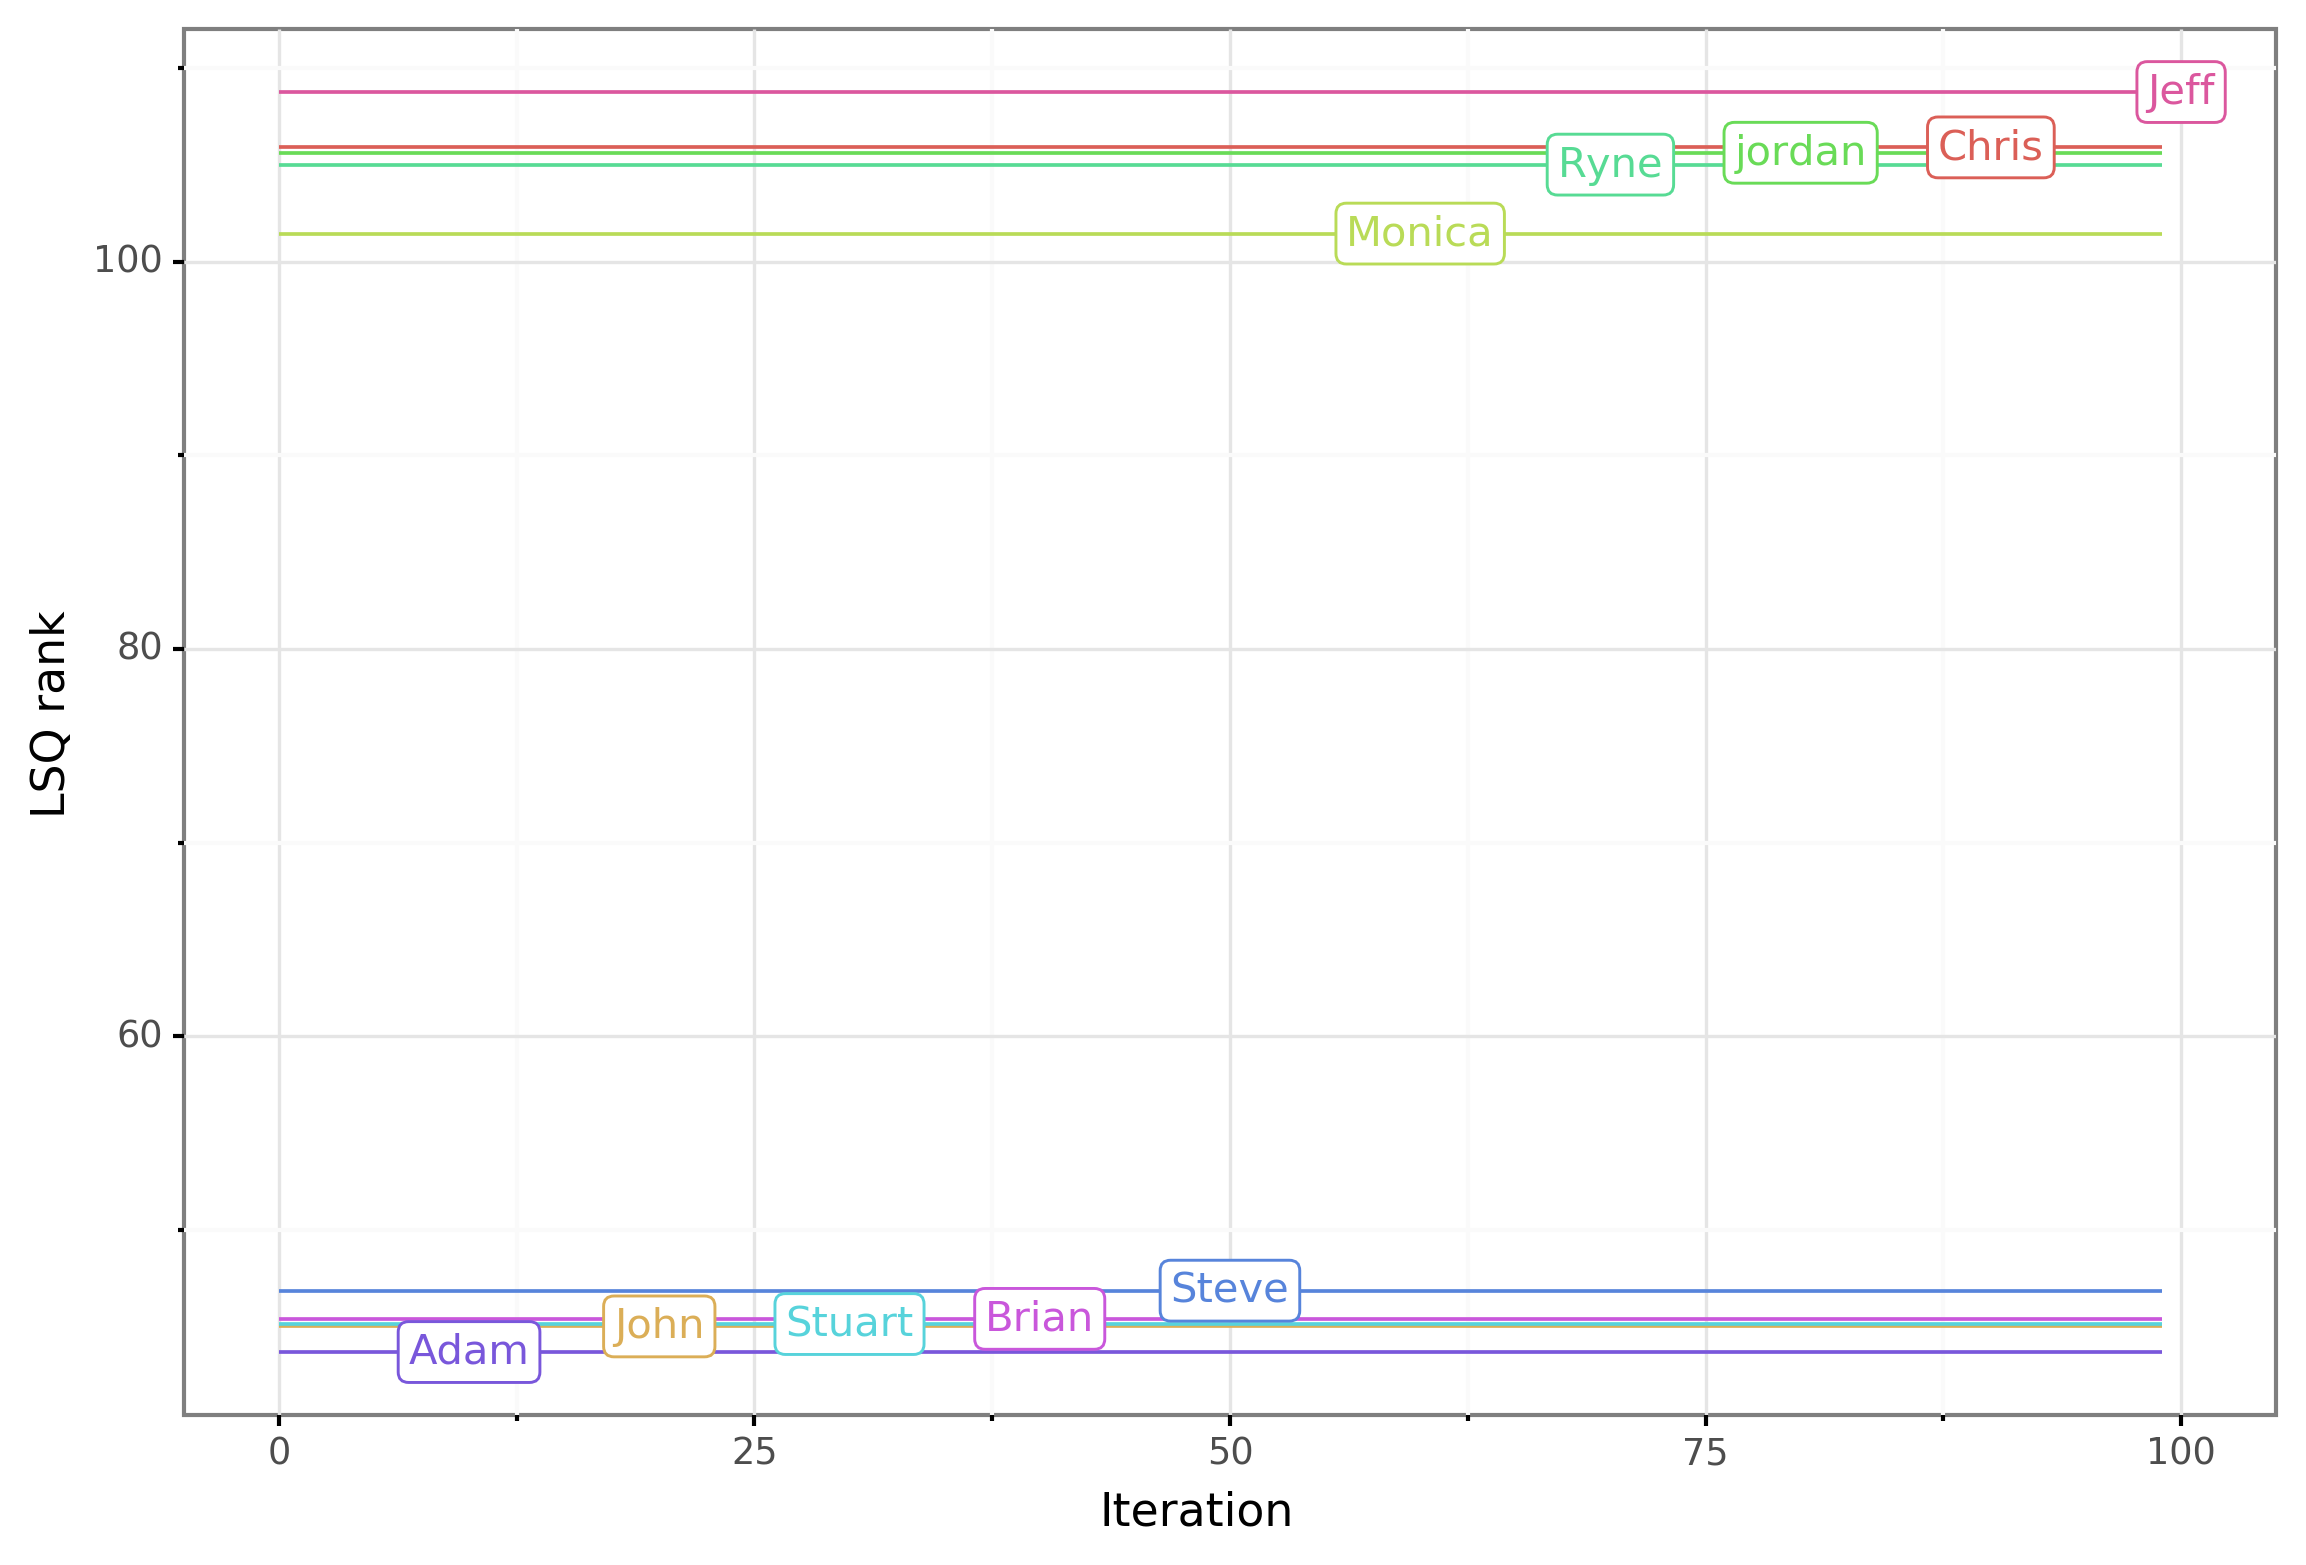 Jeff
Chris
jordan
Ryne
Monica
100
80
60
LSQ rank
Steve
Brian
Stuart
John
Adam
0 25 50 75 100
Iteration